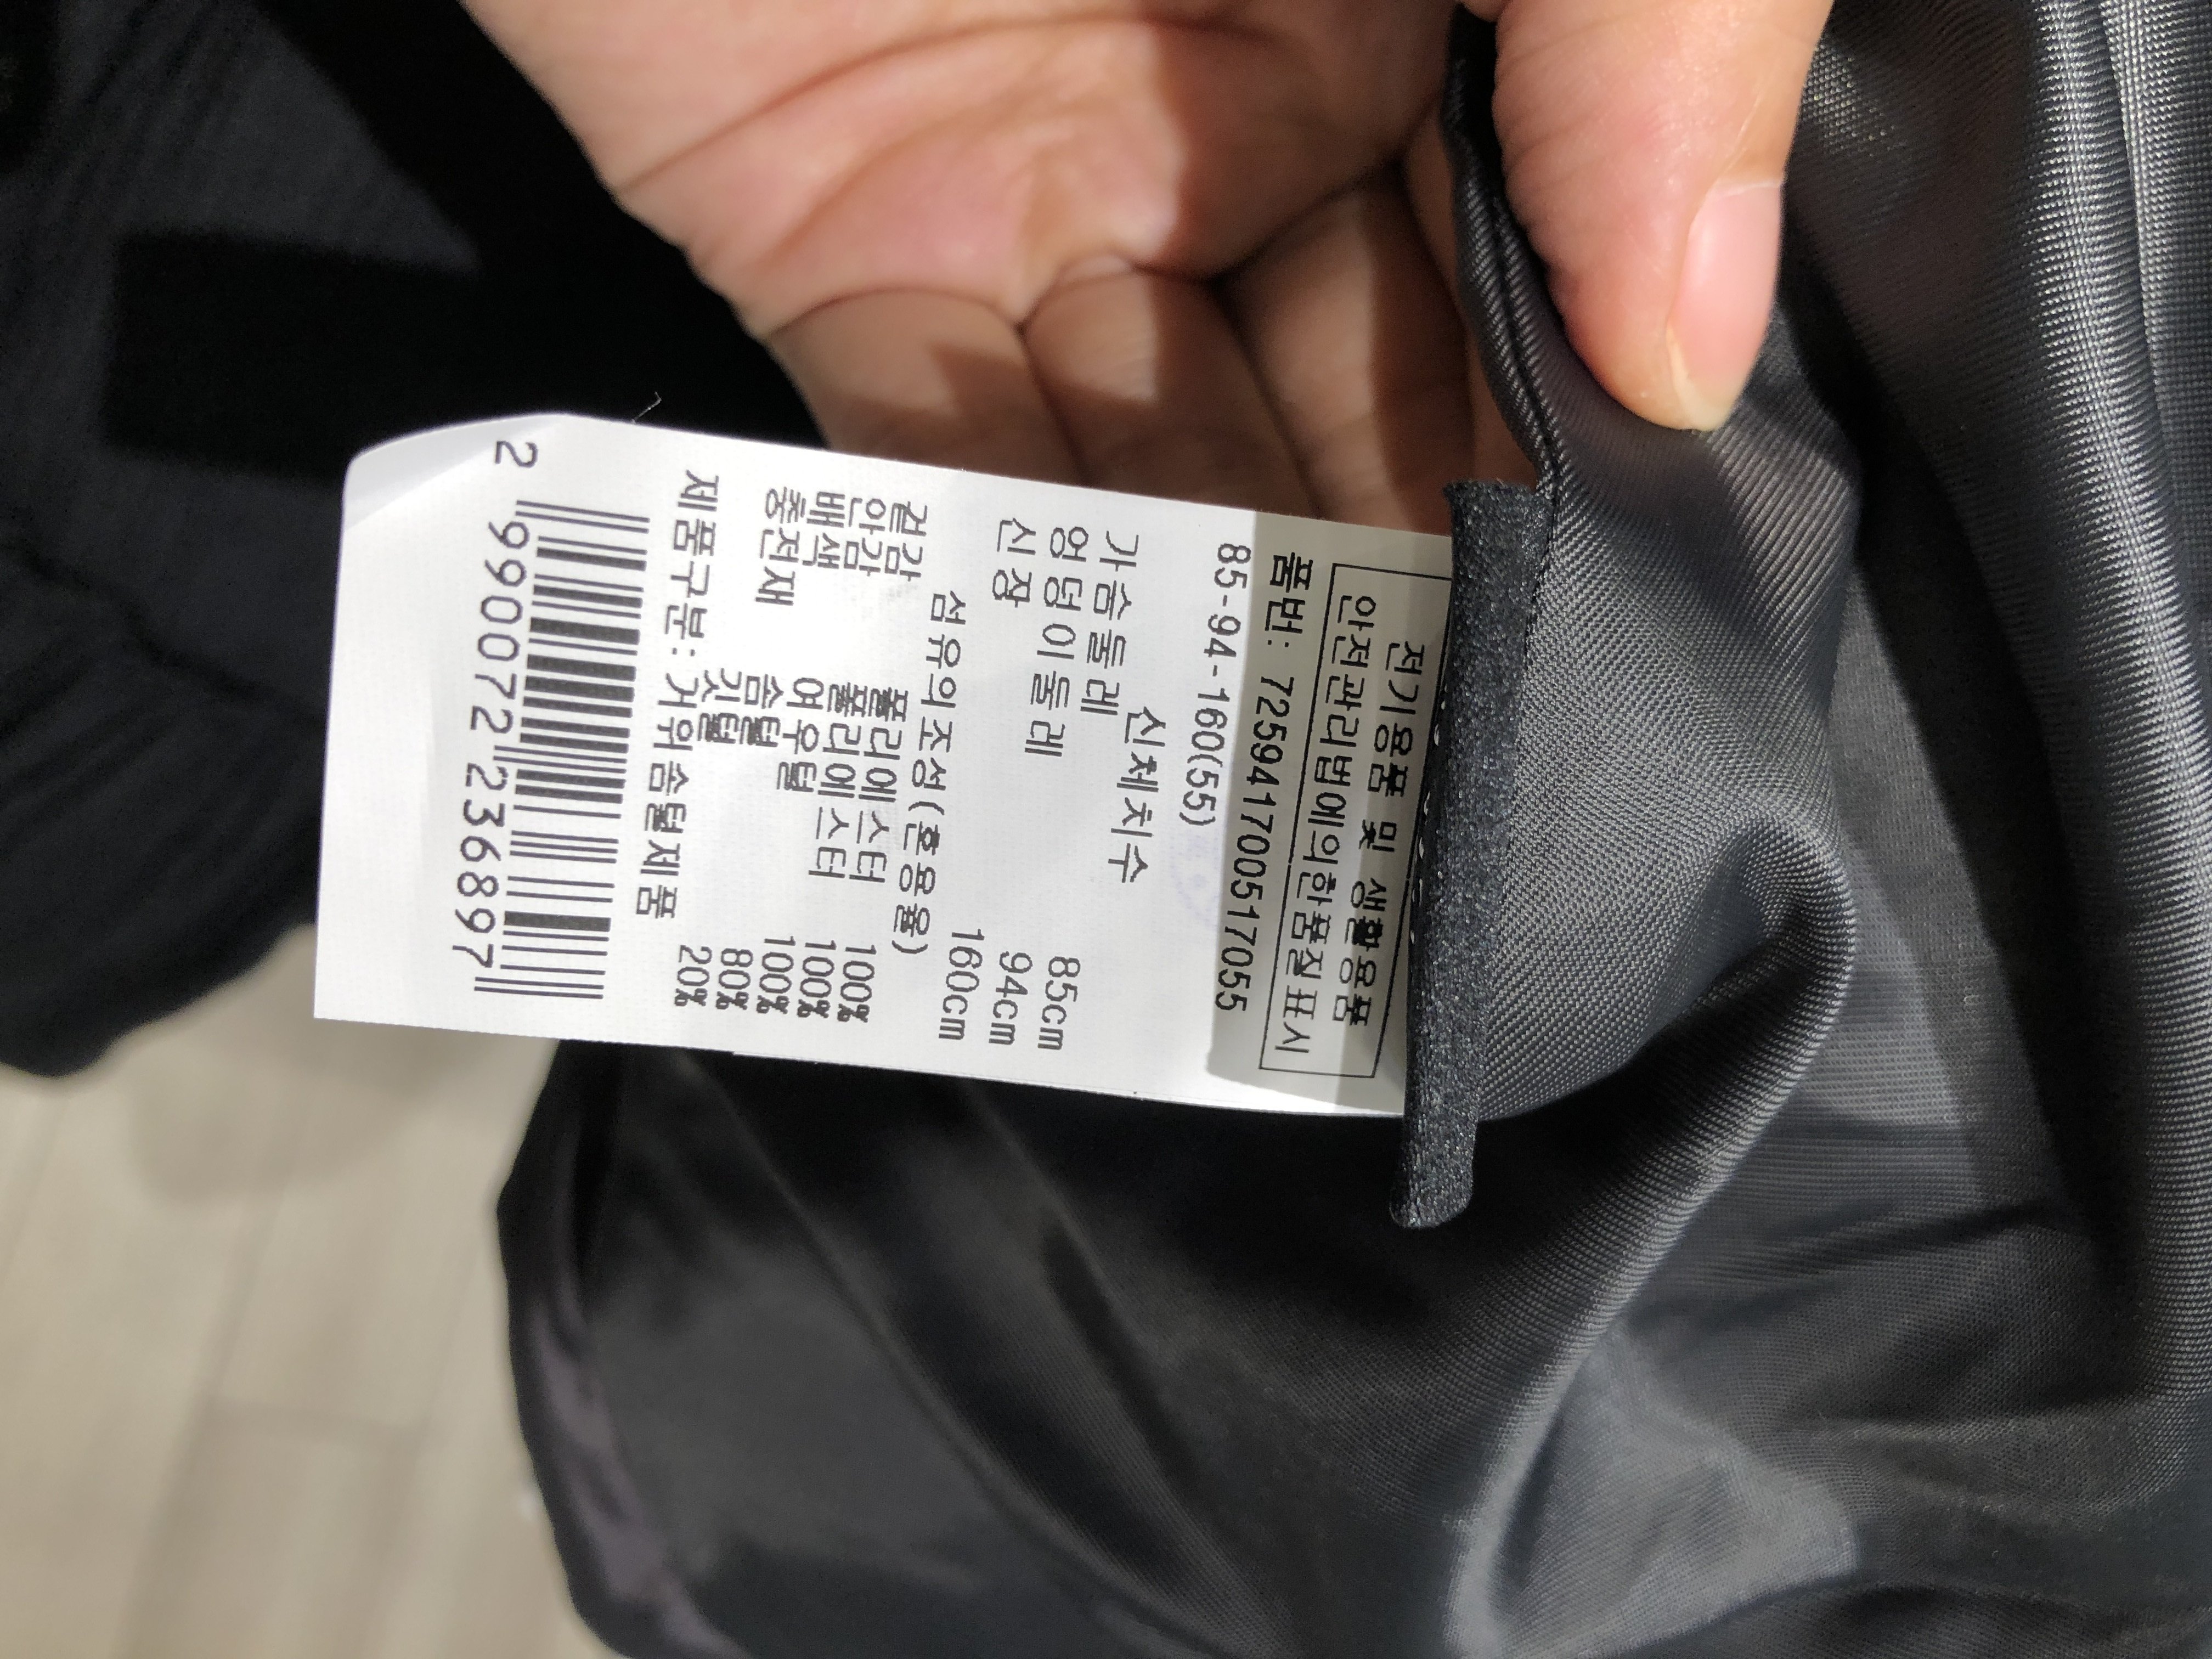 전기용품 및 생활용품
안전관리법에의한품질표시
품번: 7259417005517055
85-94-160(55)
신체치수
가슴둘레 85cm
엉덩이둘레 94cm
신장 160cm
섬유의조성(혼용율)
겉감 폴리에스터 100%
안감 폴리에스터 100%
배색 여우털 100%
충전재 솜털 80%
깃털 20%
제품구분: 거위솜털제품
2 990072 236897